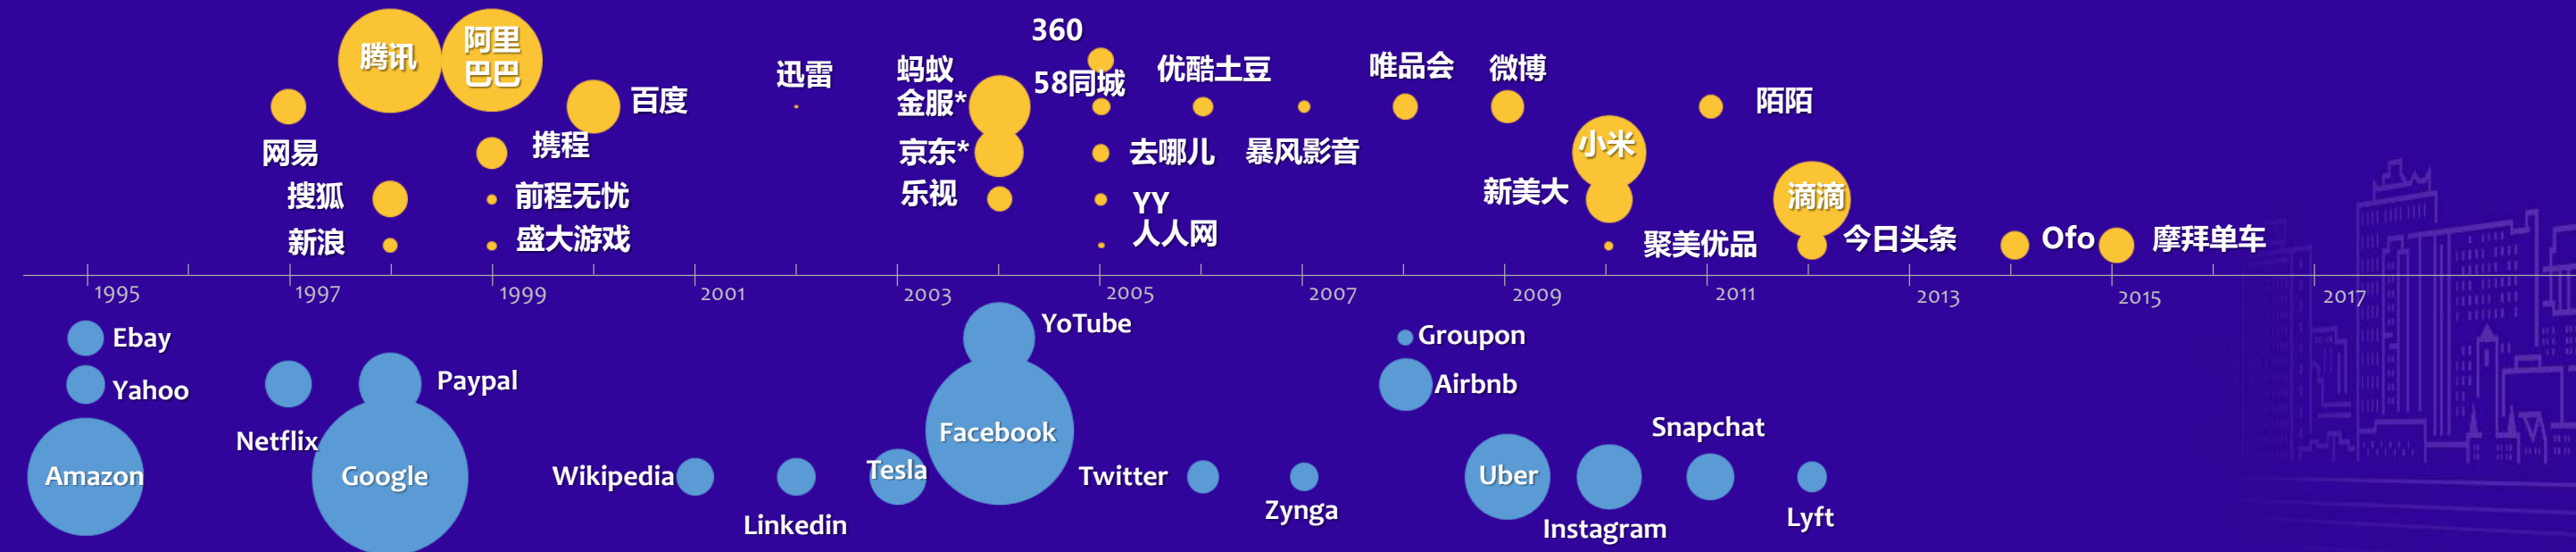 360
腾讯
阿里
巴巴
蚂蚁
金服*
迅雷
58同城
优酷土豆
唯品会
微博
百度
陌陌
网易
携程
京东*
去哪儿
暴风影音
小米
搜狐
前程无忧
乐视
YY
新美大
滴滴
新浪
盛大游戏
人人网
聚美优品
今日头条
Ofo
摩拜单车
1995
1997
1999
2001
2003
2005
2007
2009
2011
2013
2015
2017
Ebay
YoTube
Groupon
Yahoo
Paypal
Airbnb
Netflix
Facebook
Snapchat
Amazon
Google
Wikipedia
Tesla
Twitter
Uber
Linkedin
Zynga
Instagram
Lyft